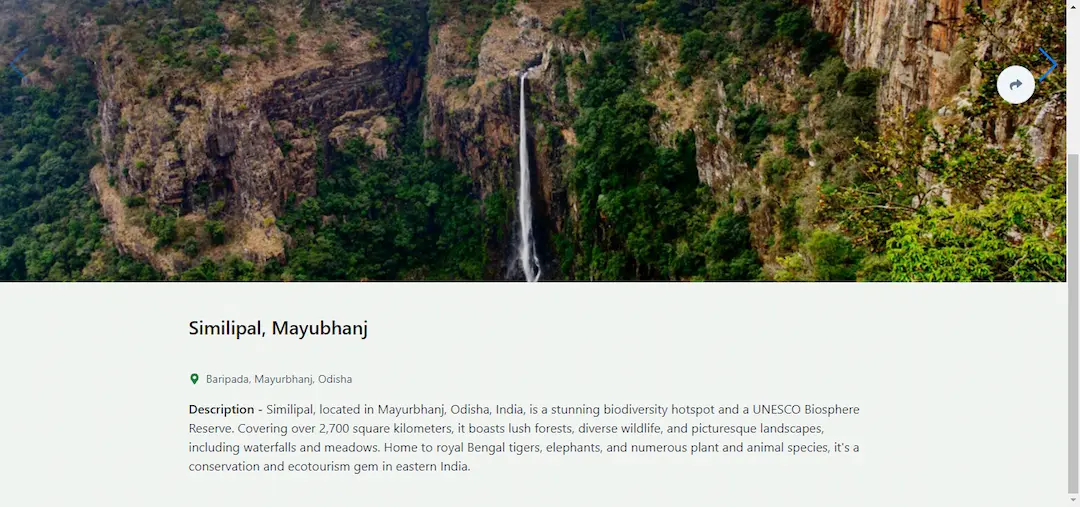 Similipal, Mayubhanj
Baripada, Mayurbhanj, Odisha
Description - Similipal, located in Mayurbhanj, Odisha, India, is a stunning biodiversity hotspot and a UNESCO Biosphere
Reserve. Covering over 2,700 square kilometers, it boasts lush forests, diverse wildlife, and picturesque landscapes,
including waterfalls and meadows. Home to royal Bengal tigers, elephants, and numerous plant and animal species, it's a
conservation and ecotourism gem in eastern India.